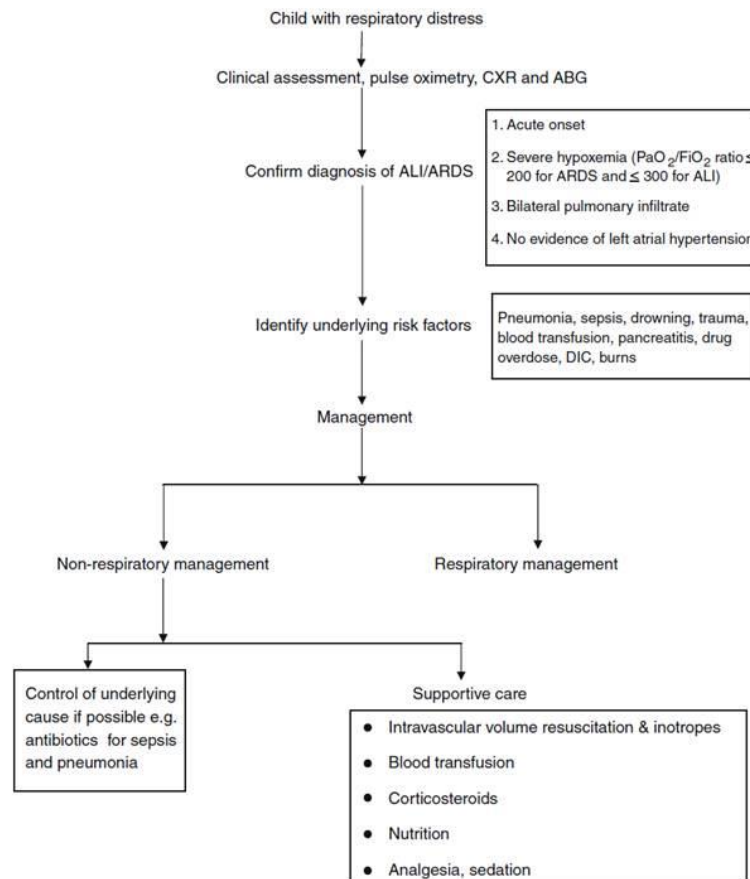 Child with respiratory distress
Clinical assessment, pulse oximetry, CXR and ABG
Confirm diagnosis of ALI/ARDS
1. Acute onset
2. Severe hypoxemia (PaO2/FiO2 ratio ≤
200 for ARDS and ≤ 300 for ALI)
3. Bilateral pulmonary infiltrate
4. No evidence of left atrial hypertension
Identify underlying risk factors
Pneumonia, sepsis, drowning, trauma,
blood transfusion, pancreatitis, drug
overdose, DIC, burns
Management
Non-respiratory management
Respiratory management
Control of underlying
cause if possible e.g.
antibiotics for sepsis
and pneumonia
Supportive care
● Intravascular volume resuscitation & inotropes
● Blood transfusion
● Corticosteroids
● Nutrition
● Analgesia, sedation